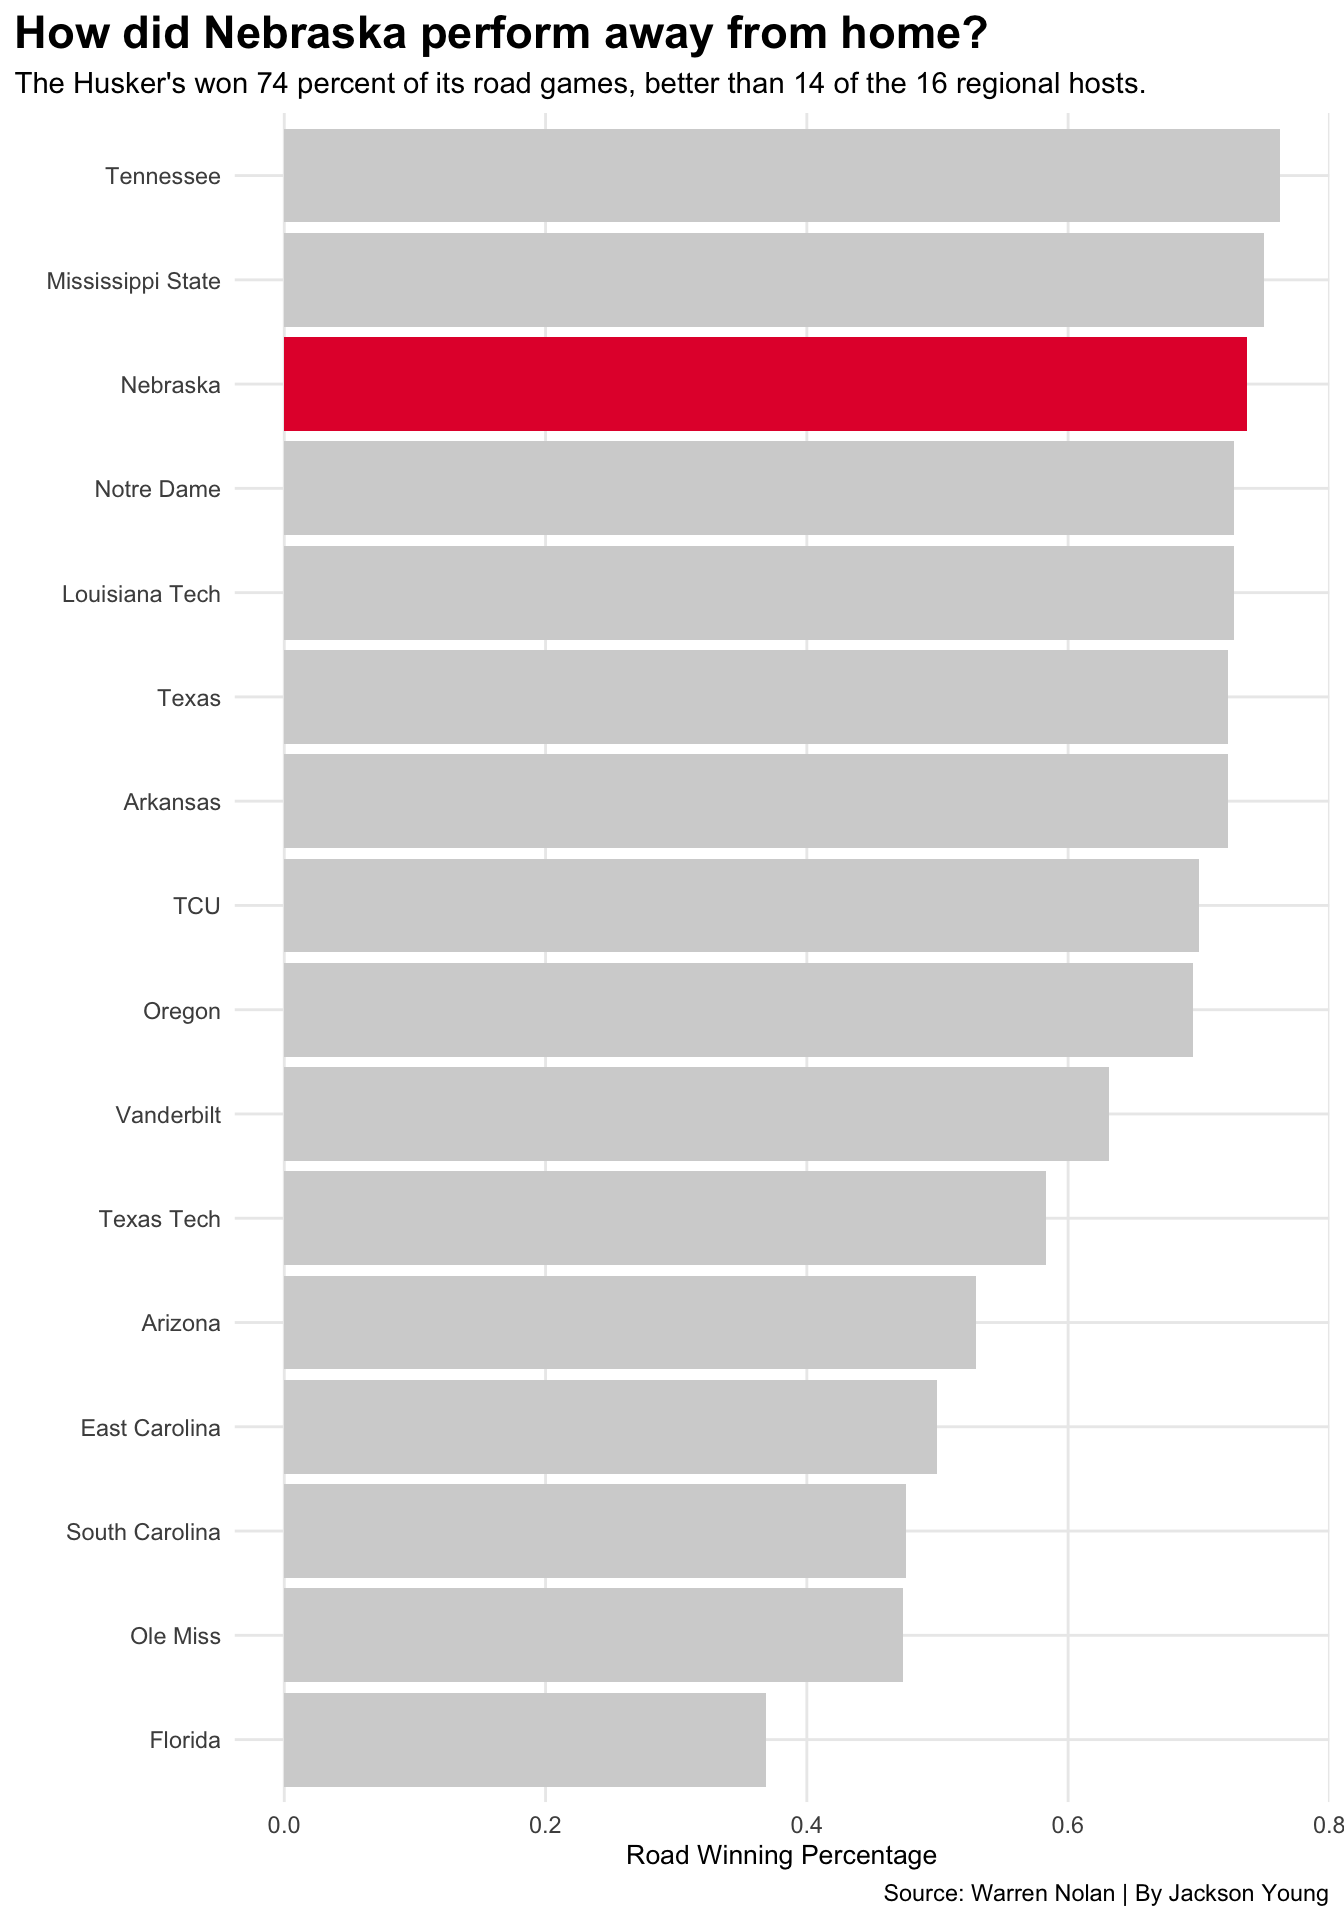 How did Nebraska perform away from home?
The Husker's won 74 percent of its road games, better than 14 of the 16 regional hosts.
Tennessee
Mississippi State
Nebraska
Notre Dame
Louisiana Tech
Texas
Arkansas
TCU
Oregon
Vanderbilt
Texas Tech
Arizona
East Carolina
South Carolina
Ole Miss
Florida
0.0 0.2 0.4 0.6 0.8
Road Winning Percentage
Source: Warren Nolan | By Jackson Young